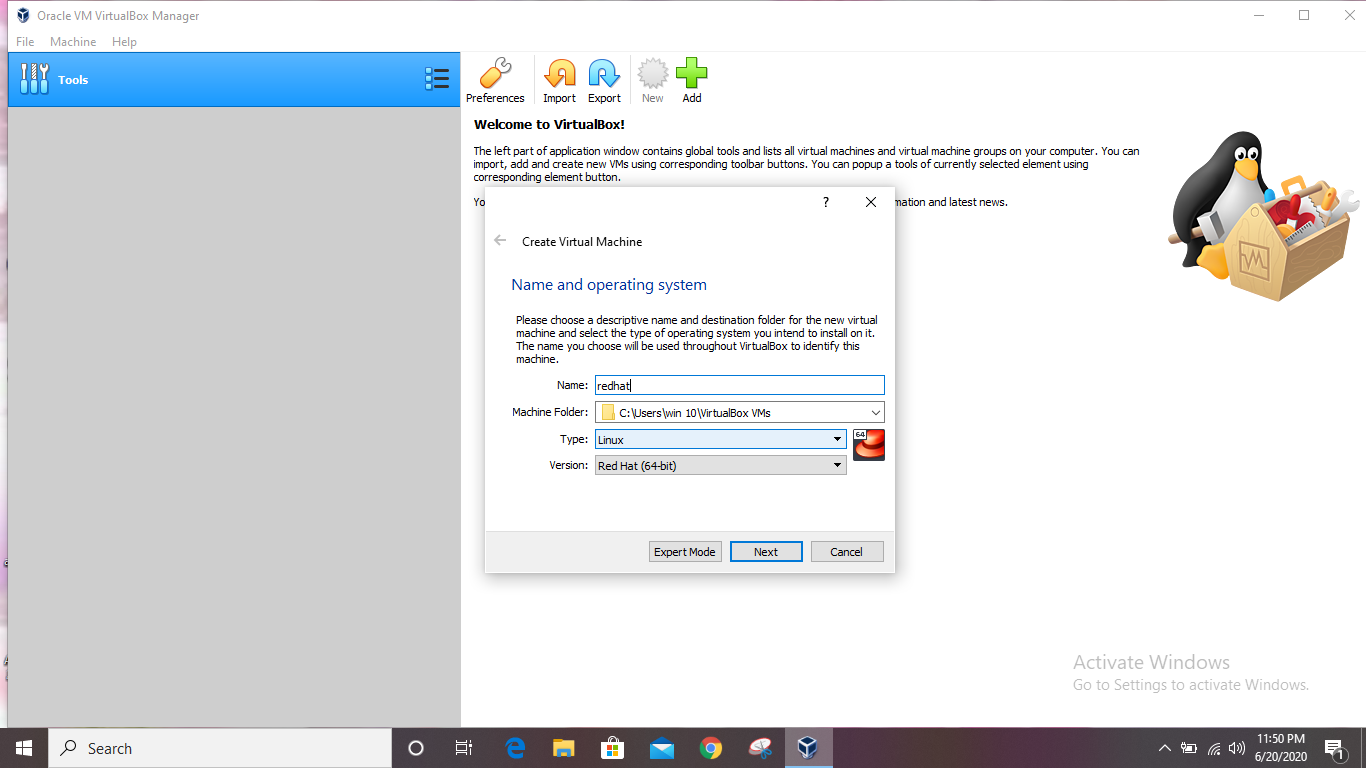 Oracle VM VirtualBox Manager
File Machine Help
Tools
Preferences Import Export New Add
Welcome to VirtualBox!
The left part of application window contains global tools and lists all virtual machines and virtual machine groups on your computer. You can
import, add and create new VMs using corresponding toolbar buttons. You can popup a tools of currently selected element using
corresponding element button.
mation and latest news.
?
Create Virtual Machine
Name and operating system
Please choose a descriptive name and destination folder for the new virtual
machine and select the type of operating system you intend to install on it.
The name you choose will be used throughout VirtualBox to identify this
machine.
Name: redhat
Machine Folder: C:\Users\win 10\VirtualBox VMs
Type: Linux
64
Version: Red Hat (64-bit)
Expert Mode Next Cancel
Activate Windows
Go to Settings to activate Windows.
Search
11:50 PM
6/20/2020
1